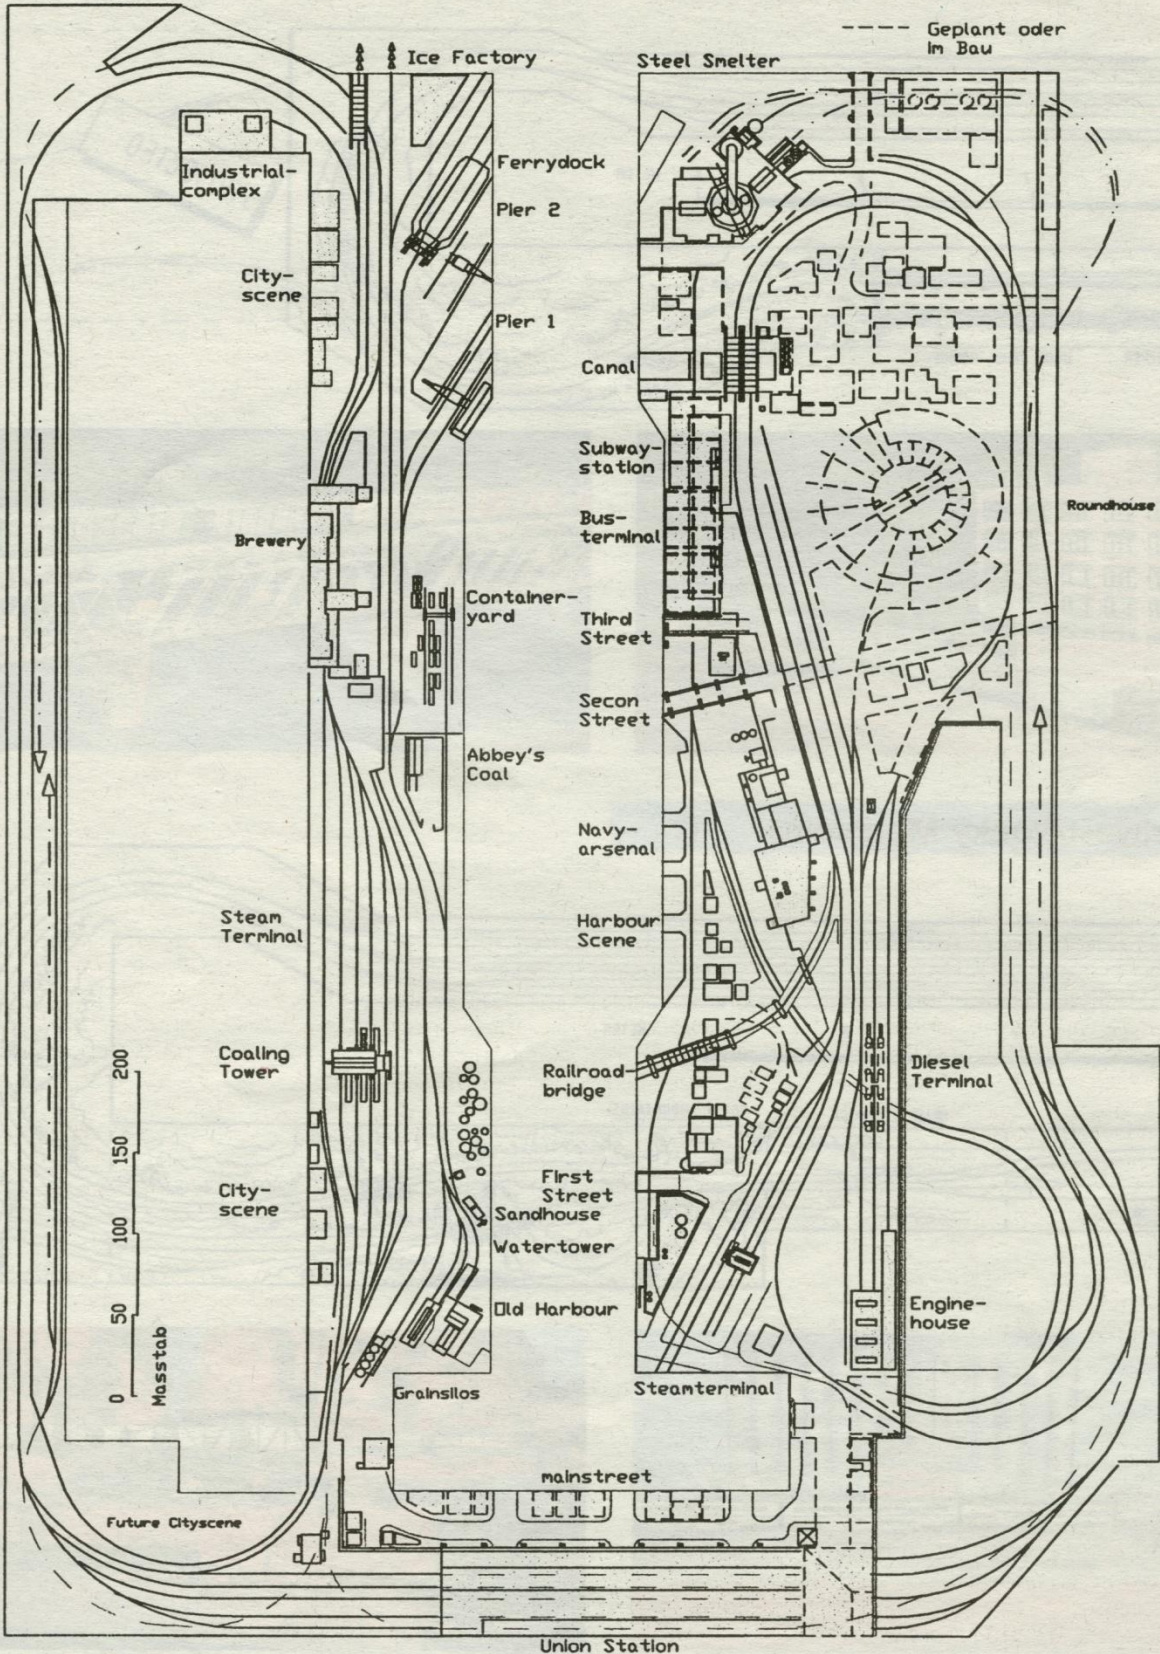 Geplant oder
im Bau
Ice Factory
Steel Smelter
Ferrydock
Industrial-
complex
Pier 2
City-
scene
Pier 1
Canal
Subway-
station
Roundhouse
Bus-
terminal
Brewery
Container-
yard
Third
Street
Secon
Street
Abbey's
Coal
Navy-
arsenal
Steam
Terminal
Harbour
Scene
Coaling
Tower
Railroad-
bridge
Diesel
Terminal
200
150
100
50
0
Masstab
City-
scene
First
Street
Sandhouse
Watertower
Old Harbour
Engine-
house
Grainsilos
Steamterminal
mainstreet
Future Cityscene
Union Station